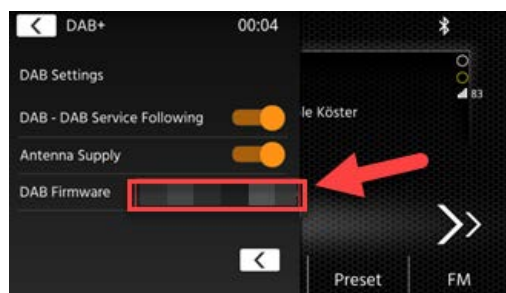 DAB+ 00:04
DAB Settings
83
DAB - DAB Service Following
le Köster
Antenna Supply
DAB Firmware
Preset FM